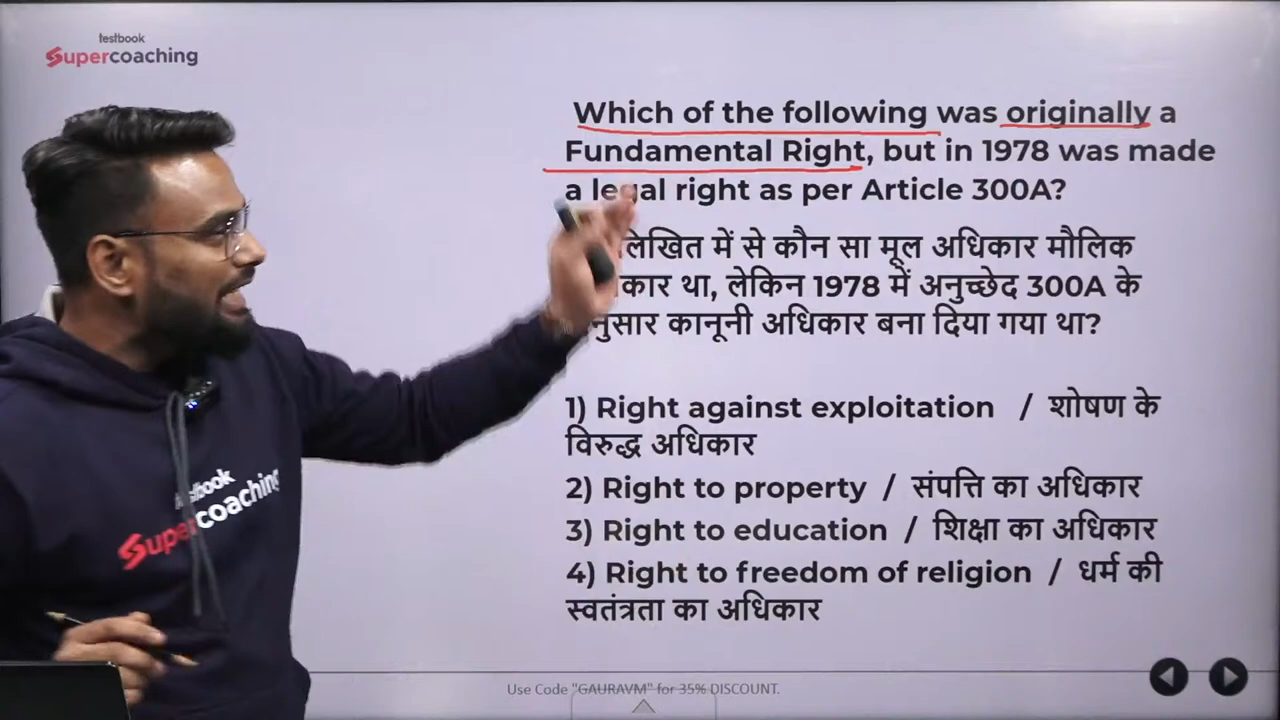 testbook
Supercoaching
Which of the following was originally a
Fundamental Right, but in 1978 was made
a legal right as per Article 300A?
लिखित में से कौन सा मूल अधिकार मौलिक
कार था, लेकिन 1978 में अनुच्छेद 300A के
नुसार कानूनी अधिकार बना दिया गया था?
1) Right against exploitation / शोषण के
विरुद्ध अधिकार
2) Right to property / संपत्ति का अधिकार
3) Right to education / शिक्षा का अधिकार
4) Right to freedom of religion / धर्म की
स्वतंत्रता का अधिकार
Supercoaching
Use Code "GAURAVM" for 35% DISCOUNT.